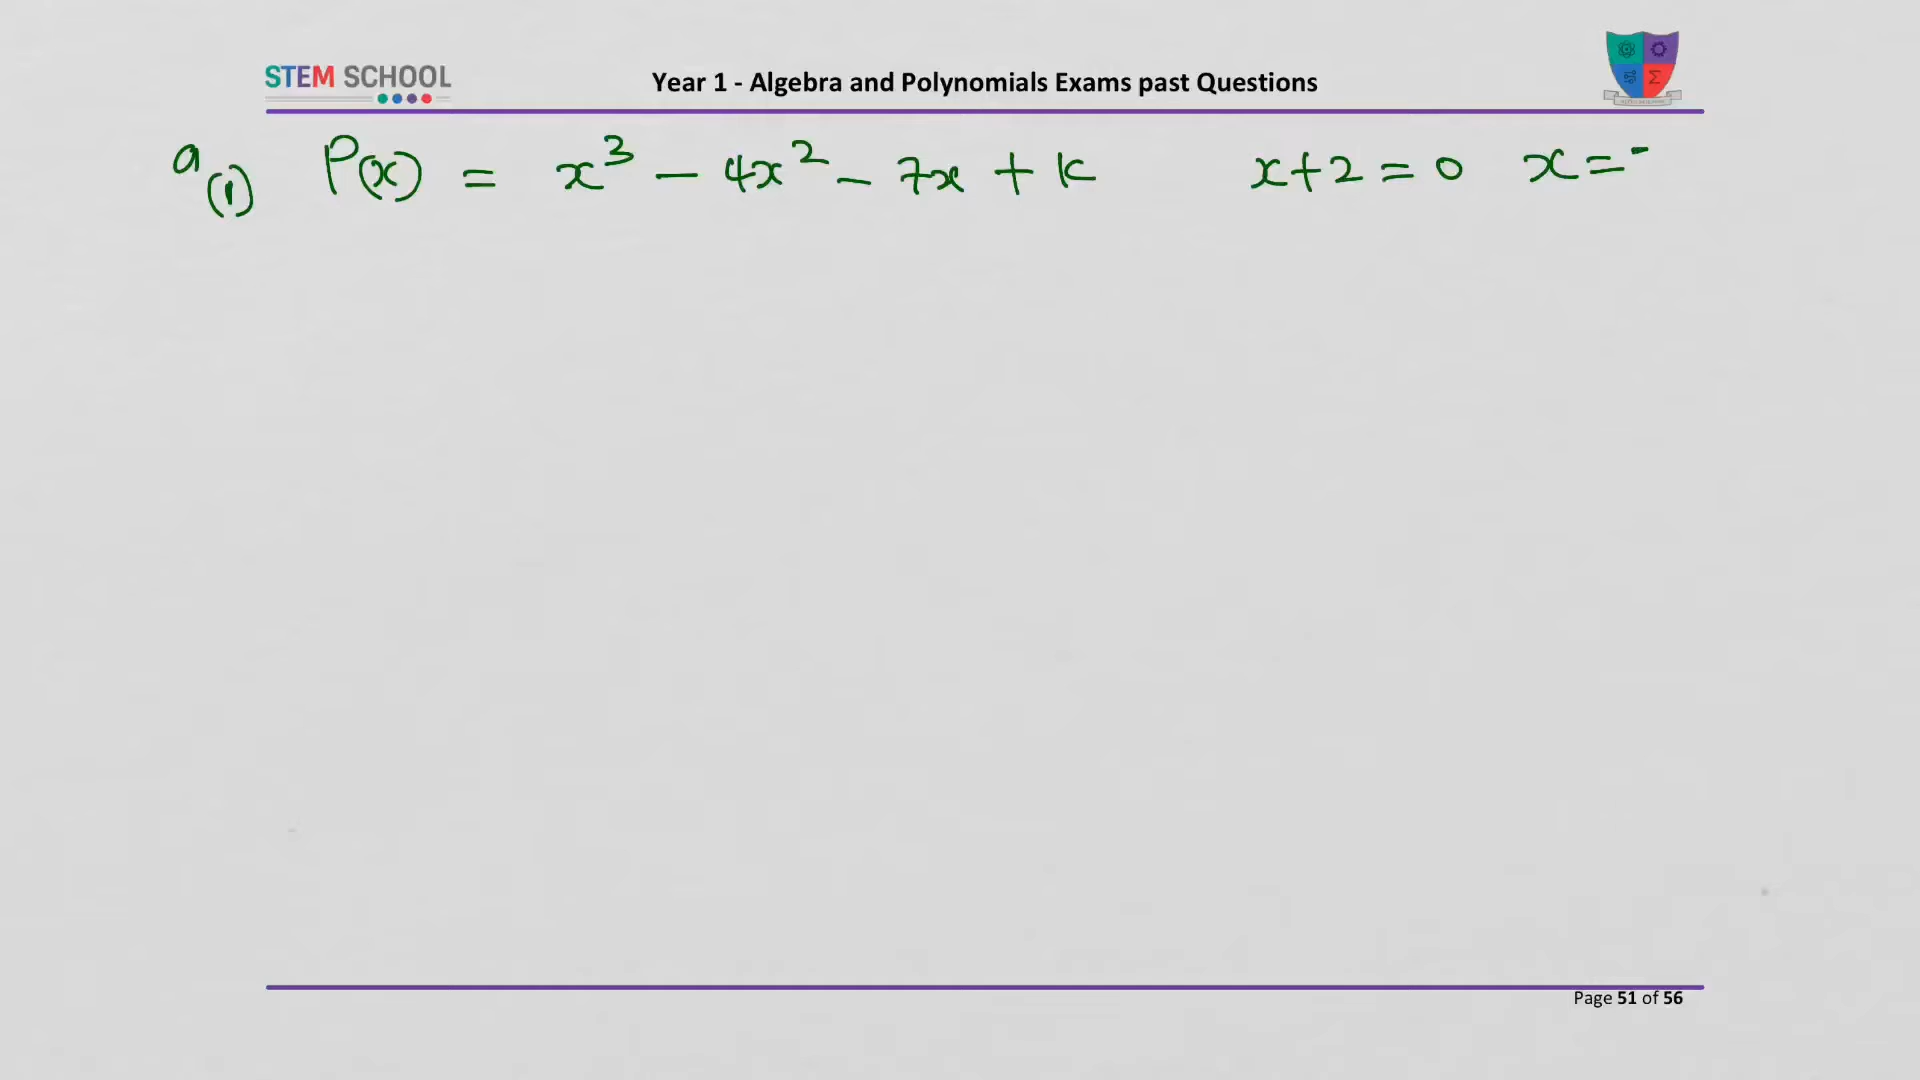 STEM SCHOOL
Year 1 - Algebra and Polynomials Exams past Questions
a (i) P(x) = x³ - 4x² - 7x + k x+2=0 x=-
Page 51 of 56